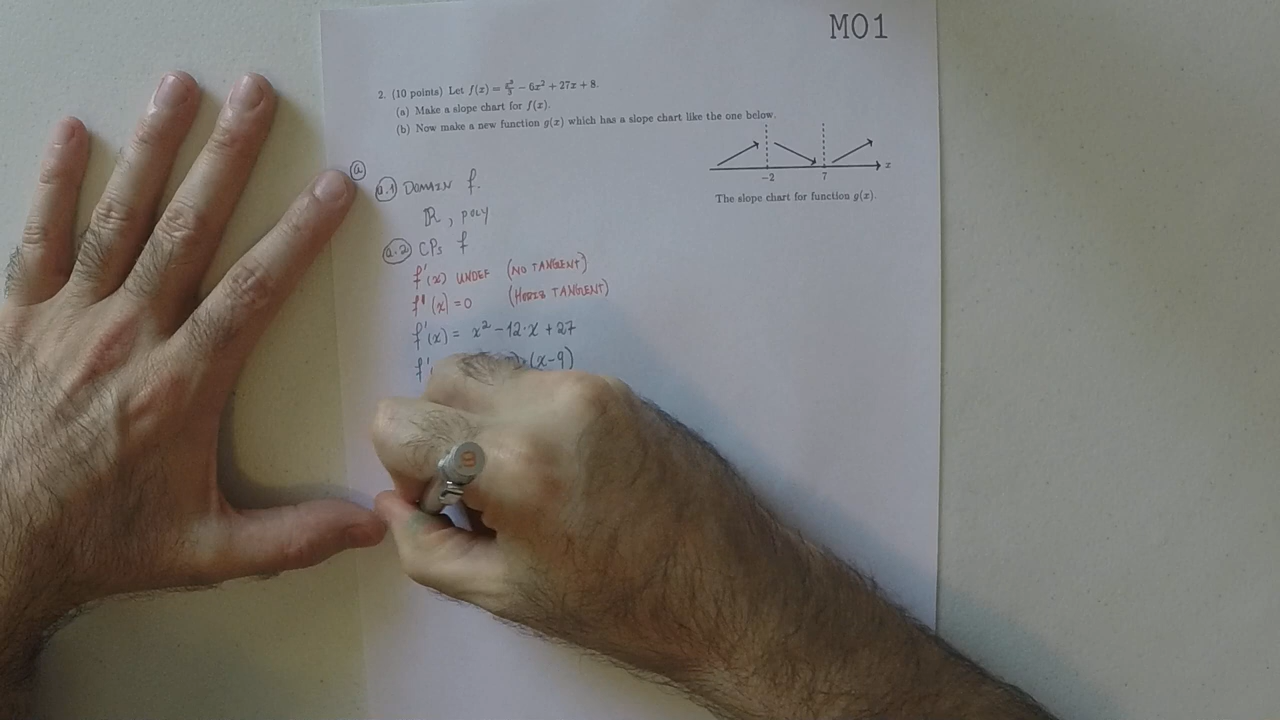 M01
2. (10 points) Let f(x) = x³/3 − 6x² + 27x + 8.
(a) Make a slope chart for f(x).
(b) Now make a new function g(x) which has a slope chart like the one below.
x
−2 7
The slope chart for function g(x).
a
a.1 DOMAIN f.
ℝ, POLY
a.2 CPs f
f'(x) UNDEF (NO TANGENT)
f'(x) = 0 (HORIZ TANGENT)
f'(x) = x² − 12·x + 27
f'( )·(x−9)